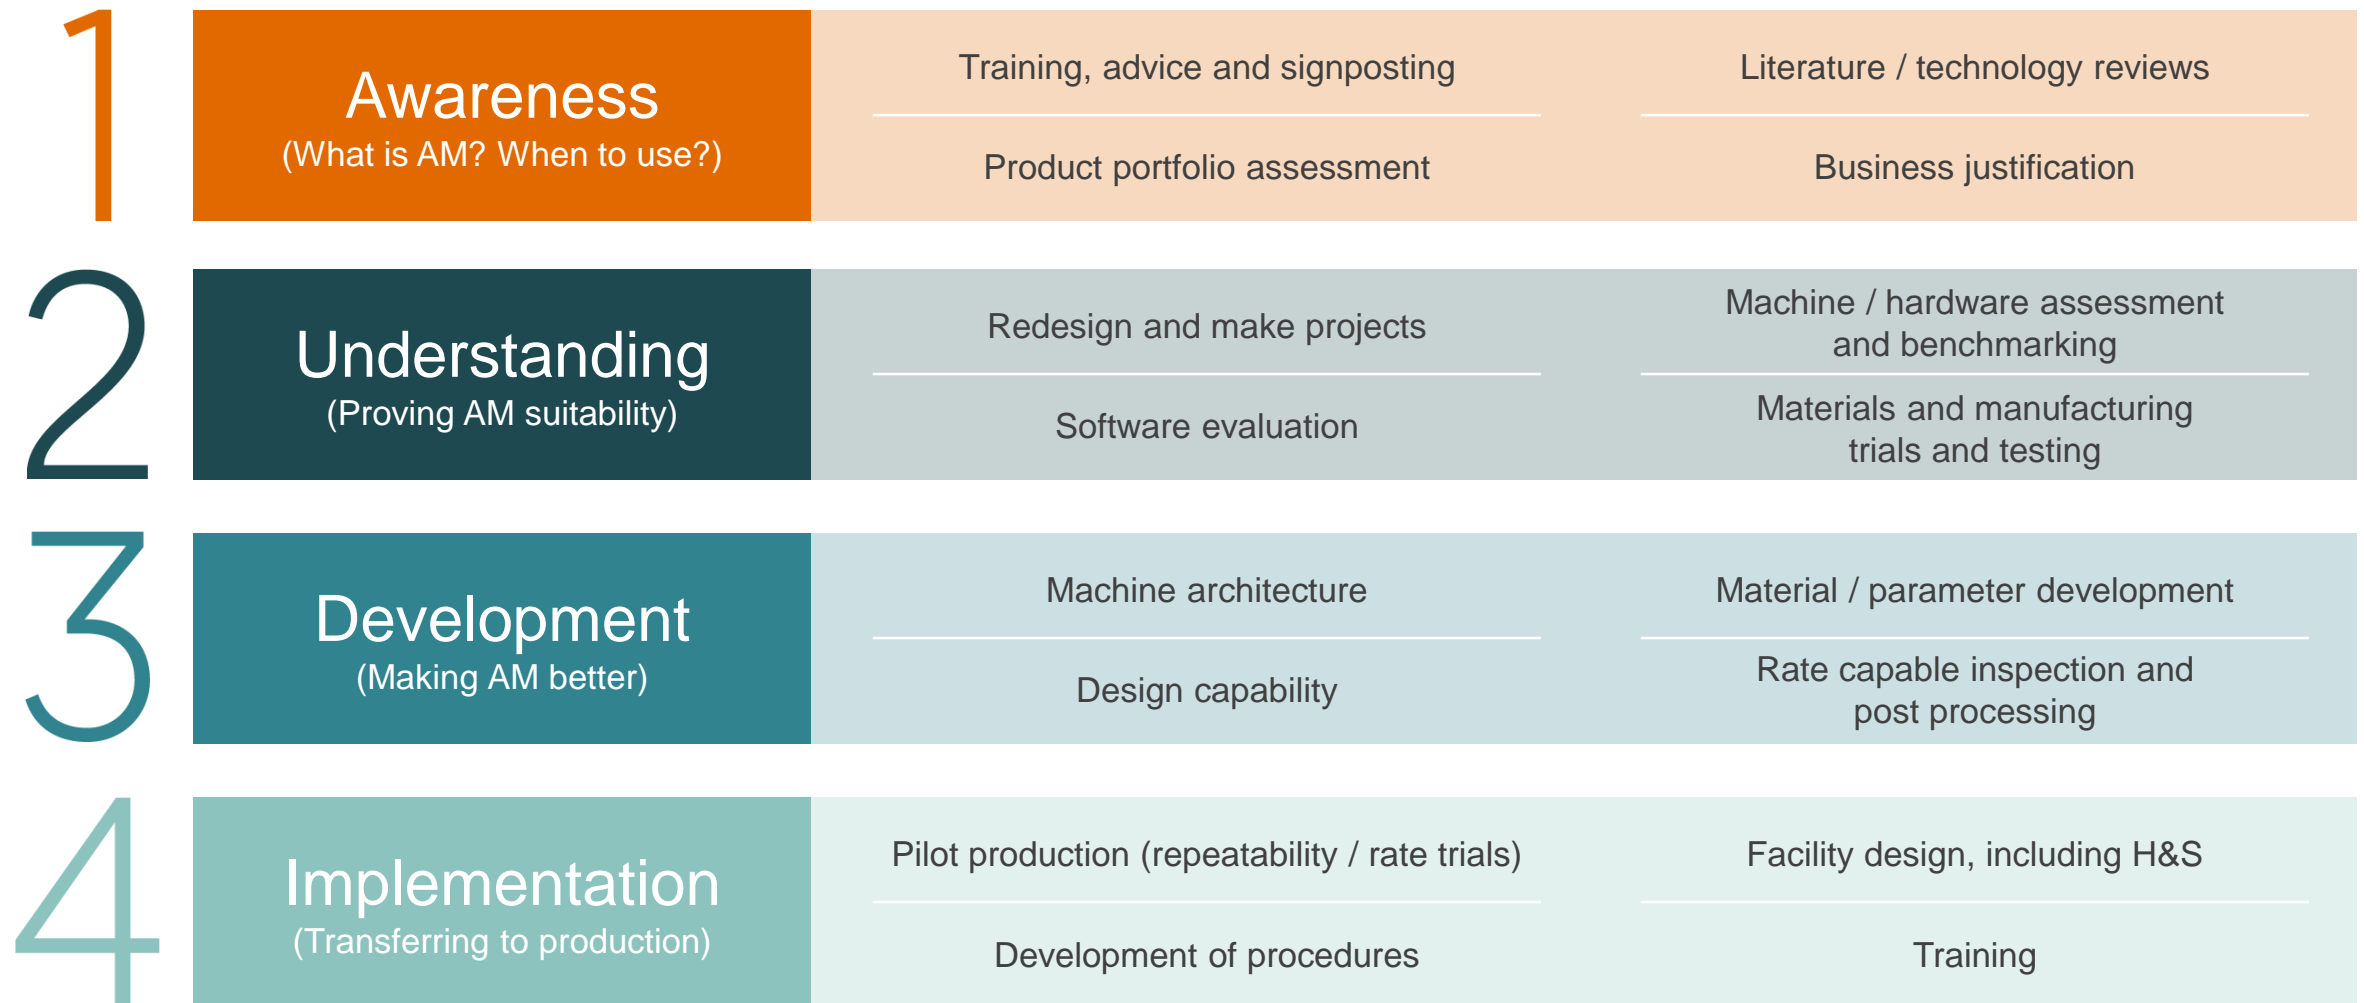 1
Awareness
(What is AM? When to use?)
Training, advice and signposting
Literature / technology reviews
Product portfolio assessment
Business justification
2
Understanding
(Proving AM suitability)
Redesign and make projects
Machine / hardware assessment
and benchmarking
Software evaluation
Materials and manufacturing
trials and testing
3
Development
(Making AM better)
Machine architecture
Material / parameter development
Design capability
Rate capable inspection and
post processing
4
Implementation
(Transferring to production)
Pilot production (repeatability / rate trials)
Facility design, including H&S
Development of procedures
Training